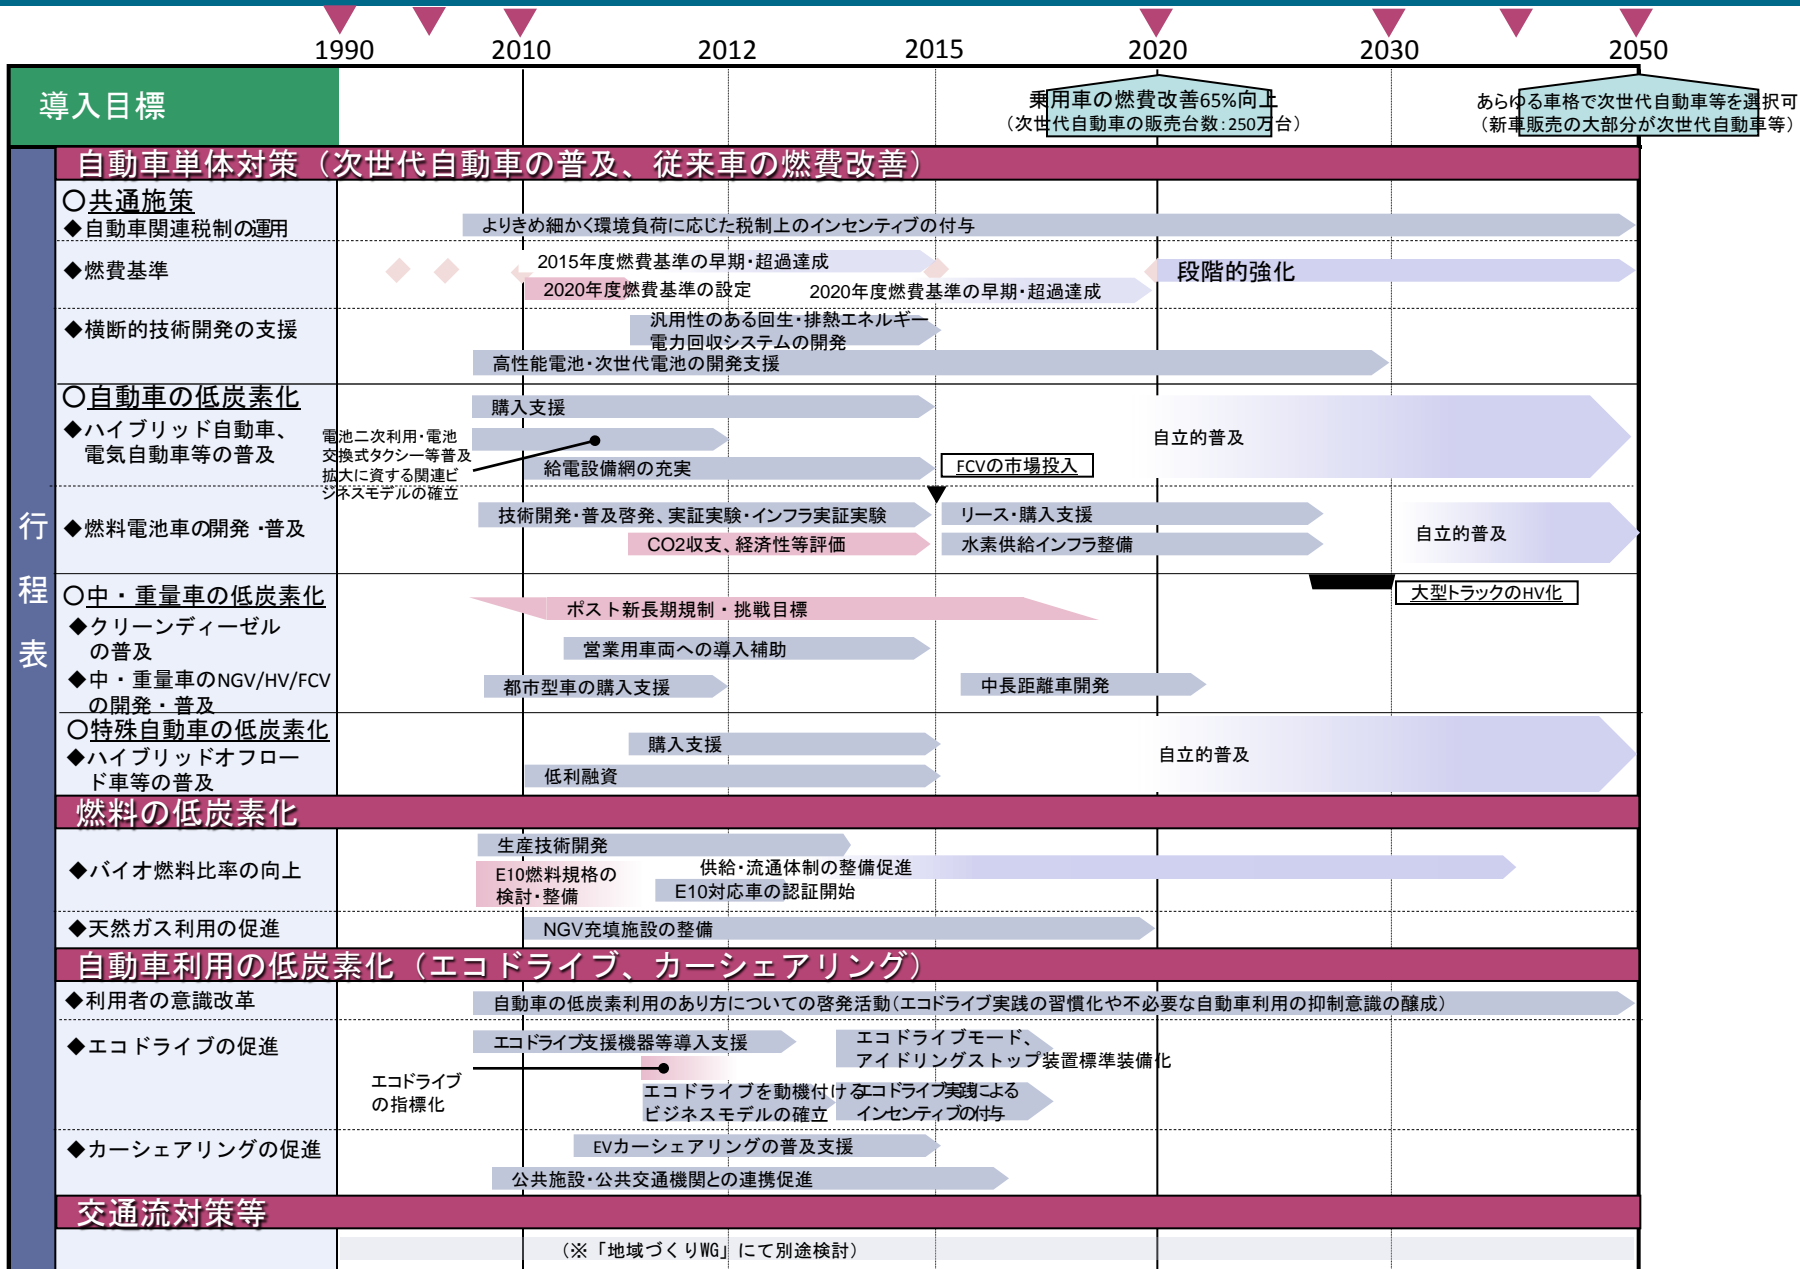 1990 2010 2012 2015 2020 2030 2050
導入目標
乗用車の燃費改善65%向上
（次世代自動車の販売台数：250万台）
あらゆる車格で次世代自動車等を選択可
（新車販売の大部分が次世代自動車等）
行程表
自動車単体対策（次世代自動車の普及、従来車の燃費改善）
○共通施策
◆自動車関連税制の運用
よりきめ細かく環境負荷に応じた税制上のインセンティブの付与
◆燃費基準
2015年度燃費基準の早期・超過達成
2020年度燃費基準の設定
2020年度燃費基準の早期・超過達成
段階的強化
◆横断的技術開発の支援
汎用性のある回生・排熱エネルギー
電力回収システムの開発
高性能電池・次世代電池の開発支援
○自動車の低炭素化
◆ハイブリッド自動車、
電気自動車等の普及
購入支援
電池二次利用・電池
交換式タクシー等普及
拡大に資する関連ビ
ジネスモデルの確立
給電設備網の充実
自立的普及
FCVの市場投入
◆燃料電池車の開発・普及
技術開発・普及啓発、実証実験・インフラ実証実験
CO2収支、経済性等評価
リース・購入支援
水素供給インフラ整備
自立的普及
○中・重量車の低炭素化
◆クリーンディーゼル
の普及
ポスト新長期規制・挑戦目標
大型トラックのHV化
営業用車両への導入補助
◆中・重量車のNGV/HV/FCV
の開発・普及
都市型車の購入支援
中長距離車開発
○特殊自動車の低炭素化
◆ハイブリッドオフロー
ド車等の普及
購入支援
低利融資
自立的普及
燃料の低炭素化
◆バイオ燃料比率の向上
生産技術開発
E10燃料規格の
検討・整備
供給・流通体制の整備促進
E10対応車の認証開始
◆天然ガス利用の促進
NGV充填施設の整備
自動車利用の低炭素化（エコドライブ、カーシェアリング）
◆利用者の意識改革
自動車の低炭素利用のあり方についての啓発活動（エコドライブ実践の習慣化や不必要な自動車利用の抑制意識の醸成）
◆エコドライブの促進
エコドライブ支援機器等導入支援
エコドライブモード、
アイドリングストップ装置標準装備化
エコドライブ
の指標化
エコドライブを動機付ける
ビジネスモデルの確立
エコドライブ実践による
インセンティブの付与
◆カーシェアリングの促進
EVカーシェアリングの普及支援
公共施設・公共交通機関との連携促進
交通流対策等
（※「地域づくりWG」にて別途検討）